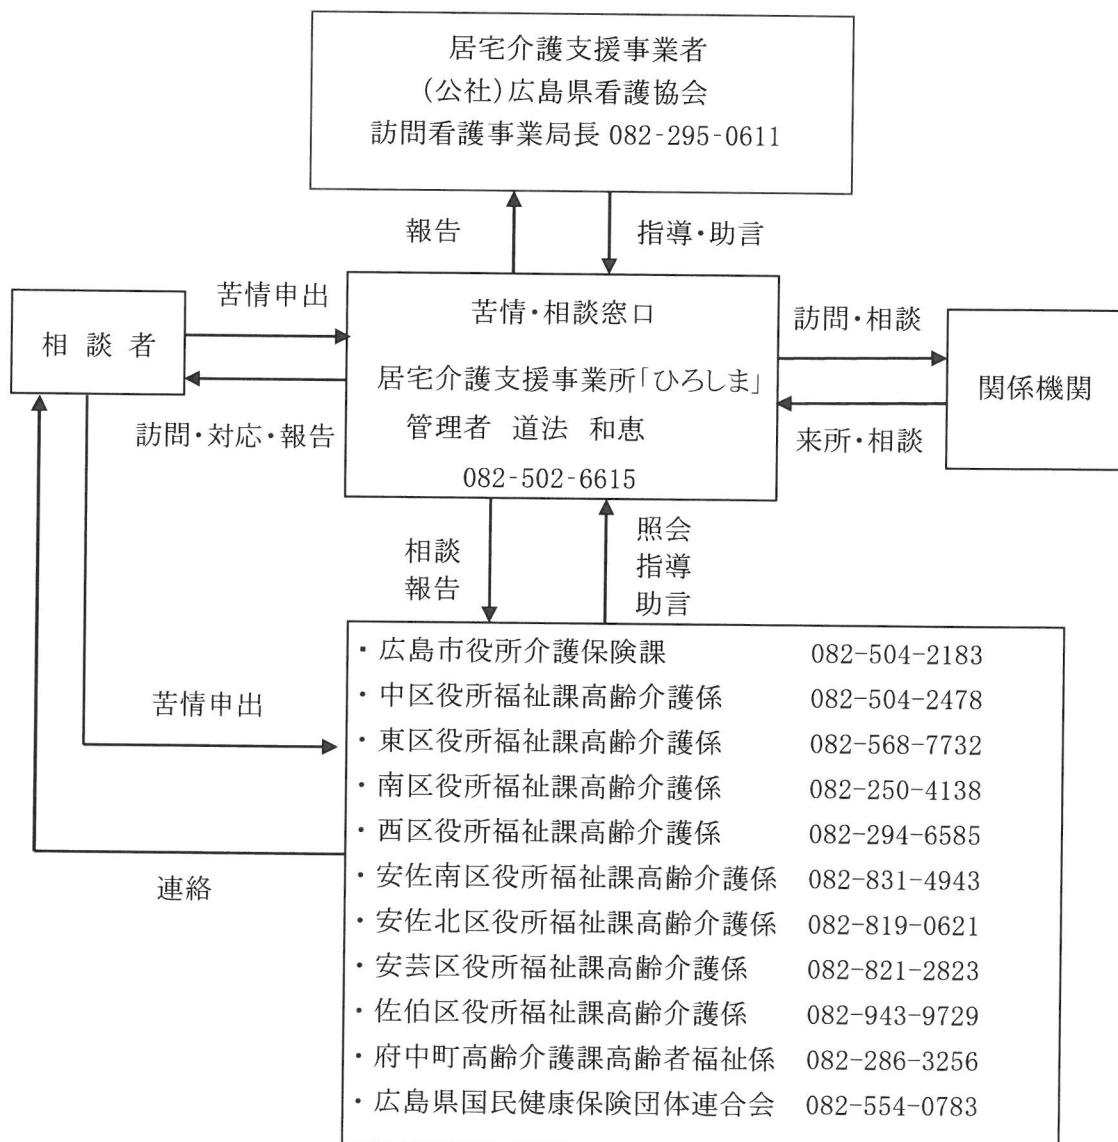 居宅介護支援事業者
(公社)広島県看護協会
訪問看護事業局長 082-295-0611
報告
指導・助言
苦情申出
相 談 者
訪問・対応・報告
苦情・相談窓口
居宅介護支援事業所「ひろしま」
管理者 道法 和恵
082-502-6615
訪問・相談
関係機関
来所・相談
相談
報告
照会
指導
助言
苦情申出
連絡
・広島市役所介護保険課 082-504-2183
・中区役所福祉課高齢介護係 082-504-2478
・東区役所福祉課高齢介護係 082-568-7732
・南区役所福祉課高齢介護係 082-250-4138
・西区役所福祉課高齢介護係 082-294-6585
・安佐南区役所福祉課高齢介護係 082-831-4943
・安佐北区役所福祉課高齢介護係 082-819-0621
・安芸区役所福祉課高齢介護係 082-821-2823
・佐伯区役所福祉課高齢介護係 082-943-9729
・府中町高齢介護課高齢者福祉係 082-286-3256
・広島県国民健康保険団体連合会 082-554-0783